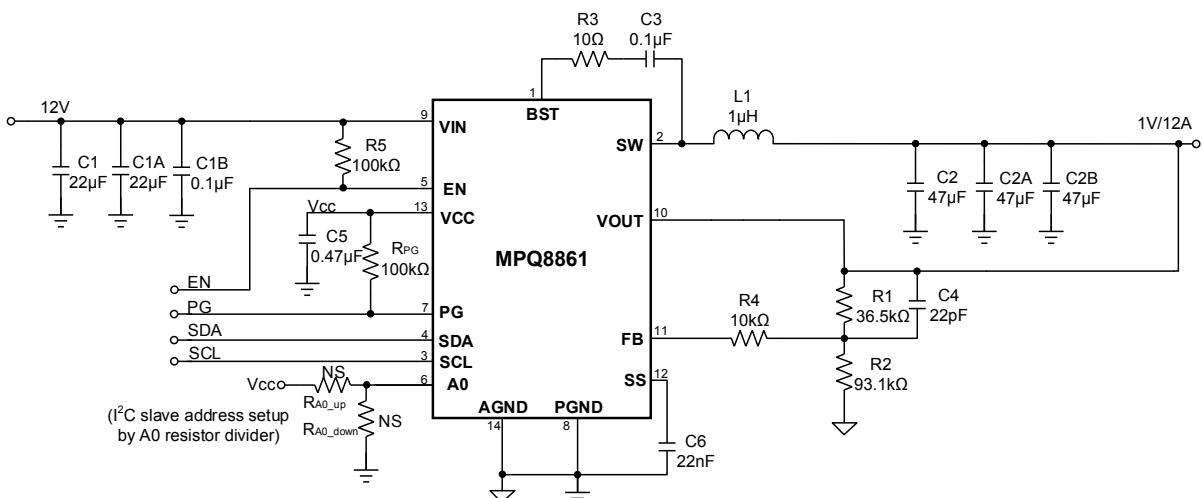 R3
10Ω
C3
0.1µF
1
BST
12V
9
VIN
C1
22µF
C1A
22µF
C1B
0.1µF
R5
100kΩ
5
EN
Vcc
13
VCC
C5
0.47µF
RPG
100kΩ
EN
PG
7
PG
SDA
4
SDA
SCL
3
SCL
Vcc
NS
6
A0
RA0_up
RA0_down
NS
(I²C slave address setup
by A0 resistor divider)
MPQ8861
SW
2
L1
1µH
1V/12A
C2
47µF
C2A
47µF
C2B
47µF
VOUT
10
R1
36.5kΩ
C4
22pF
R4
10kΩ
FB
11
R2
93.1kΩ
SS
12
C6
22nF
AGND
14
PGND
8